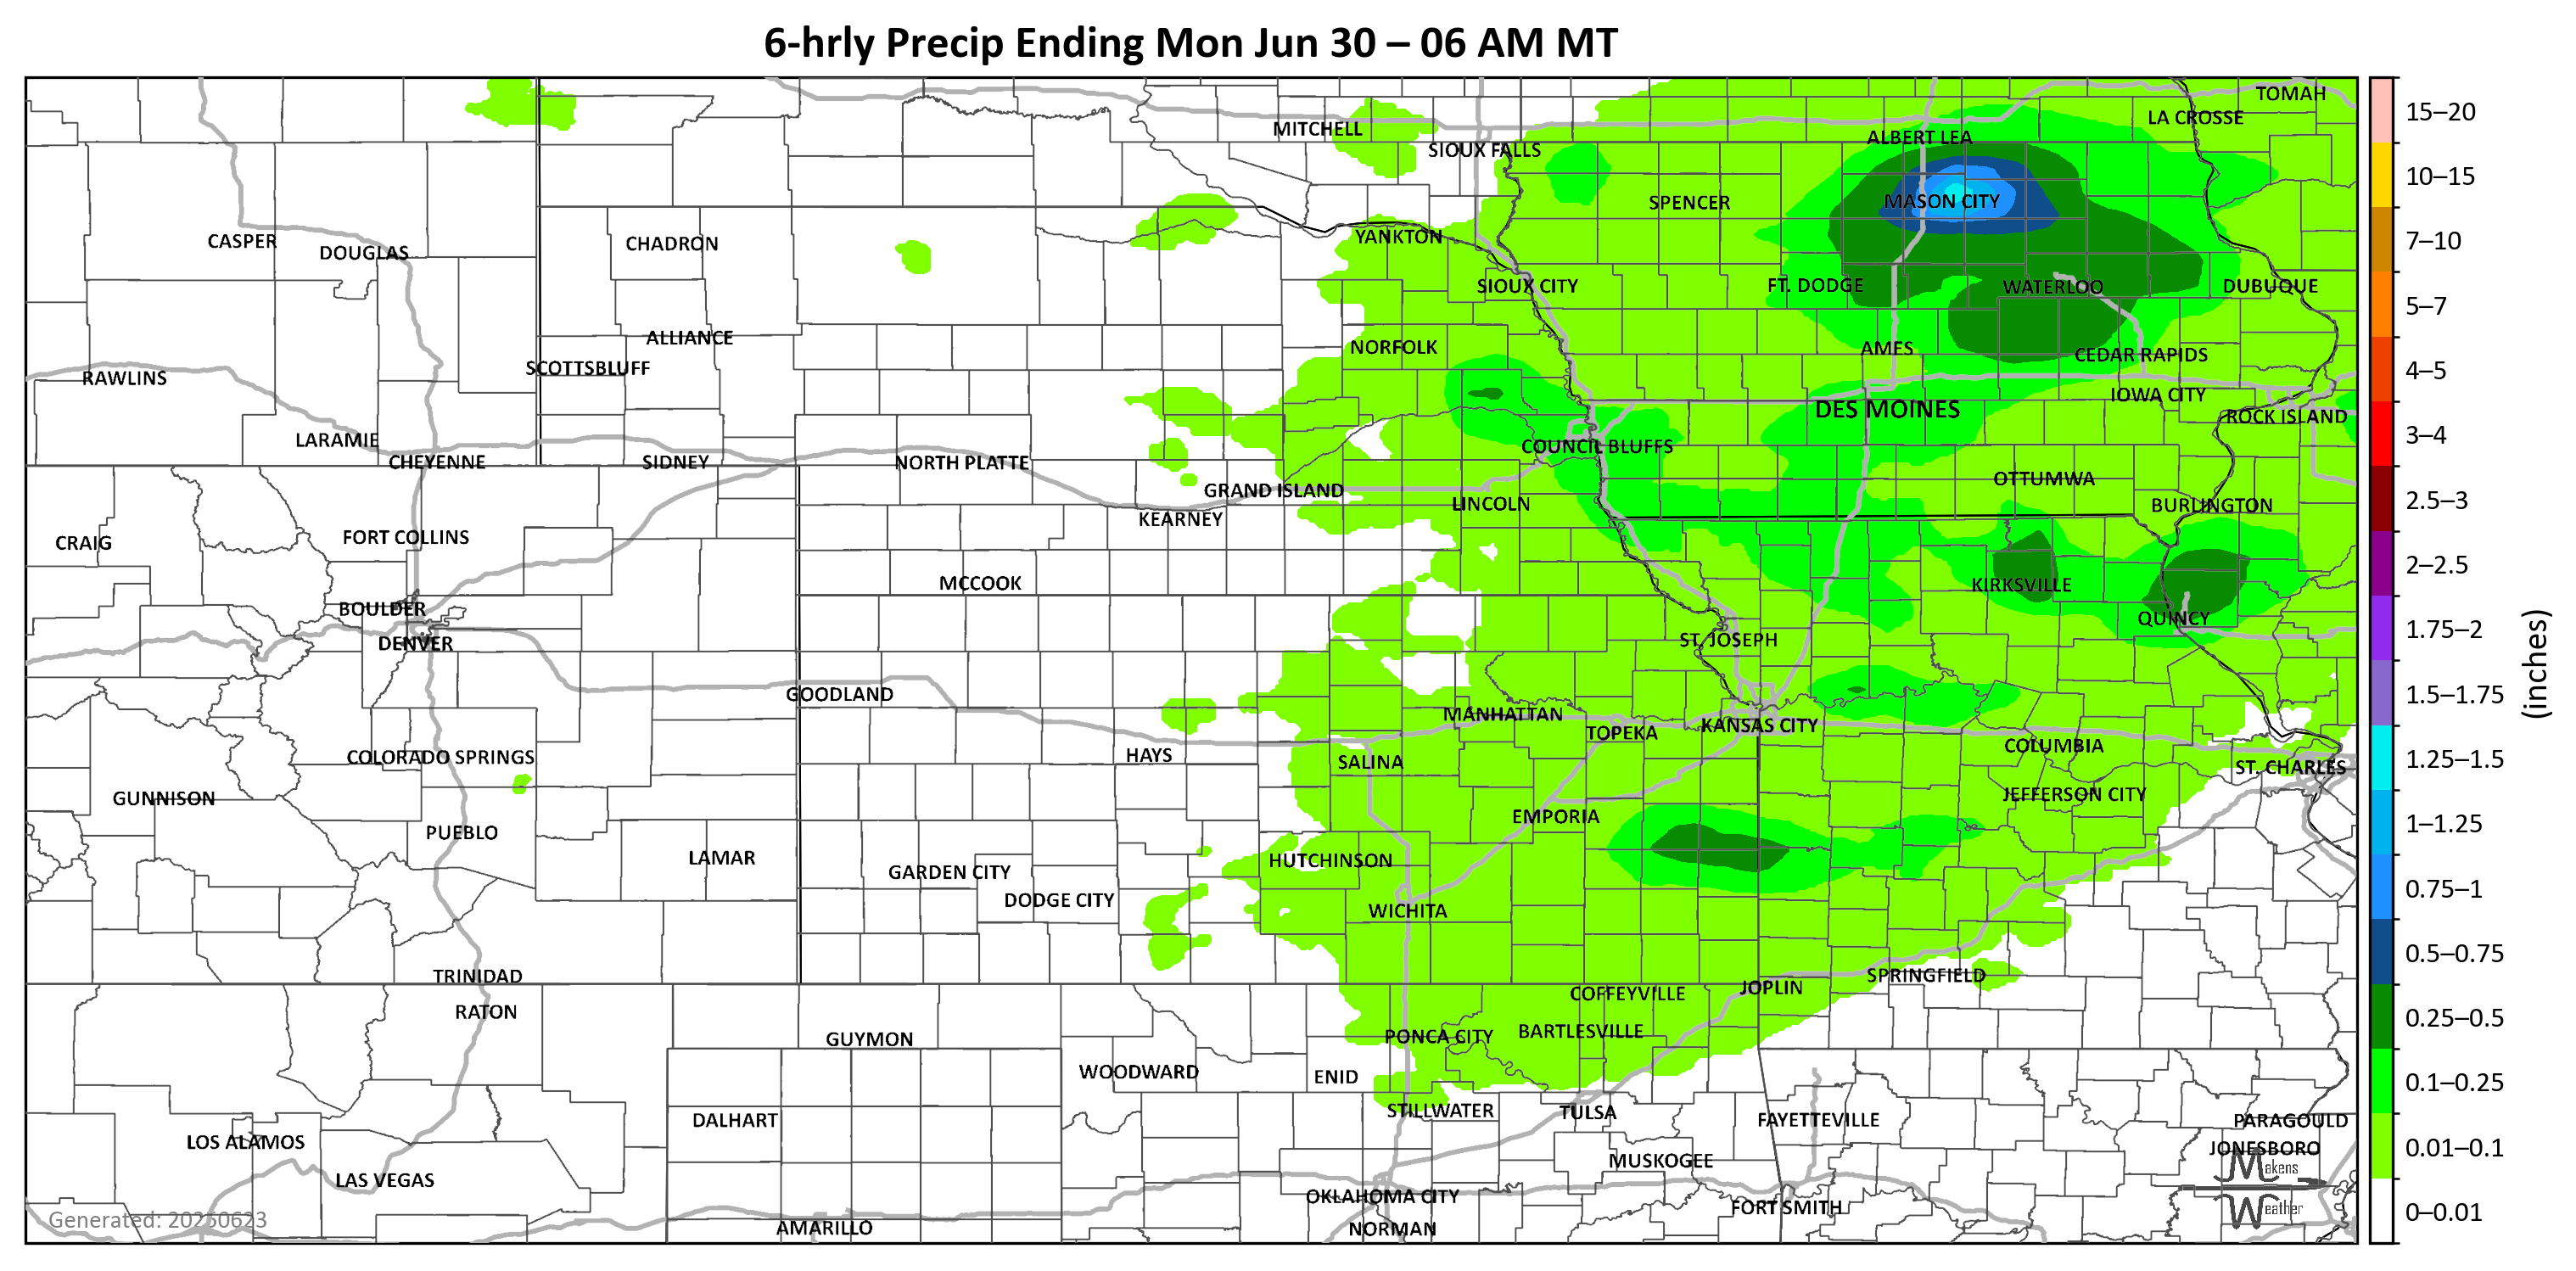 6-hrly Precip Ending Mon Jun 30 – 06 AM MT
TOMAH
LA CROSSE
MITCHELL
ALBERT LEA
SIOUX FALLS
SPENCER
MASON CITY
CASPER
DOUGLAS
CHADRON
YANKTON
SIOUX CITY
FT. DODGE
WATERLOO
DUBUQUE
ALLIANCE
NORFOLK
AMES
CEDAR RAPIDS
SCOTTSBLUFF
RAWLINS
IOWA CITY
DES MOINES
ROCK ISLAND
LARAMIE
COUNCIL BLUFFS
CHEYENNE
SIDNEY
NORTH PLATTE
OTTUMWA
GRAND ISLAND
LINCOLN
BURLINGTON
KEARNEY
FORT COLLINS
CRAIG
MCCOOK
KIRKSVILLE
BOULDER
QUINCY
DENVER
ST. JOSEPH
GOODLAND
MANHATTAN
KANSAS CITY
TOPEKA
COLUMBIA
HAYS
COLORADO SPRINGS
SALINA
ST. CHARLES
GUNNISON
JEFFERSON CITY
EMPORIA
PUEBLO
LAMAR
HUTCHINSON
GARDEN CITY
DODGE CITY
WICHITA
TRINIDAD
SPRINGFIELD
JOPLIN
COFFEYVILLE
RATON
BARTLESVILLE
PONCA CITY
GUYMON
WOODWARD
ENID
STILLWATER
TULSA
DALHART
FAYETTEVILLE
PARAGOULD
LOS ALAMOS
JONESBORO
MUSKOGEE
LAS VEGAS
OKLAHOMA CITY
FORT SMITH
AMARILLO
NORMAN
Generated: 20250623
Makens
Weather
15–20
10–15
7–10
5–7
4–5
3–4
2.5–3
2–2.5
1.75–2
1.5–1.75
1.25–1.5
1–1.25
0.75–1
0.5–0.75
0.25–0.5
0.1–0.25
0.01–0.1
0–0.01
(inches)